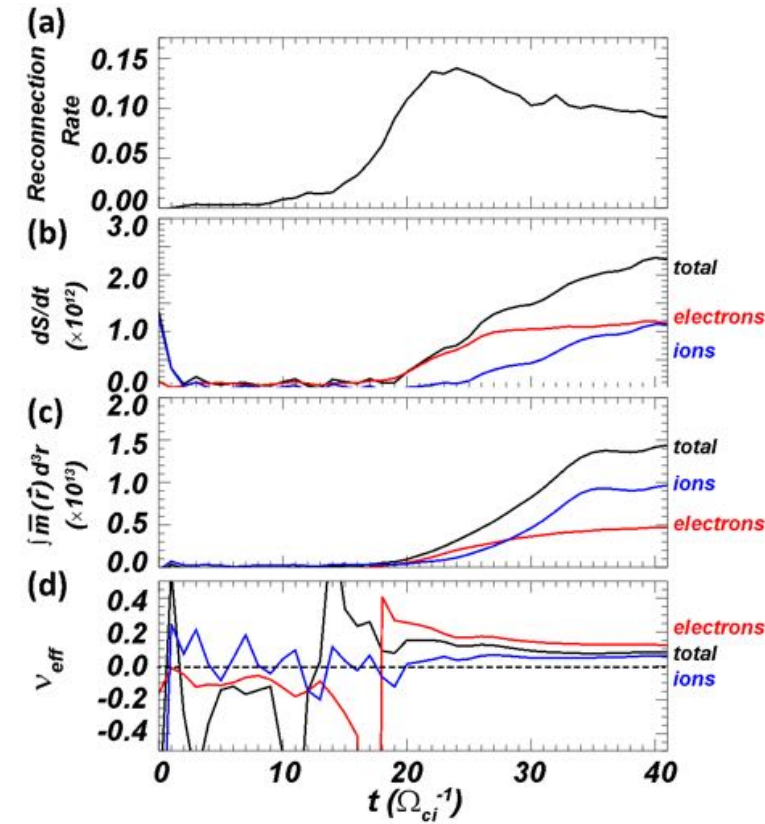 (a)
Reconnection
Rate
0.15
0.10
0.05
0.00
(b)
dS/dt
(×10¹²)
3.0
2.0
1.0
0.0
total
electrons
ions
(c)
∫m̅(r⃗)d³r
(×10¹³)
2.0
1.5
1.0
0.5
0.0
total
ions
electrons
(d)
ν_eff
0.4
0.2
0.0
-0.2
-0.4
electrons
total
ions
0 10 20 30 40
t (Ω_ci⁻¹)